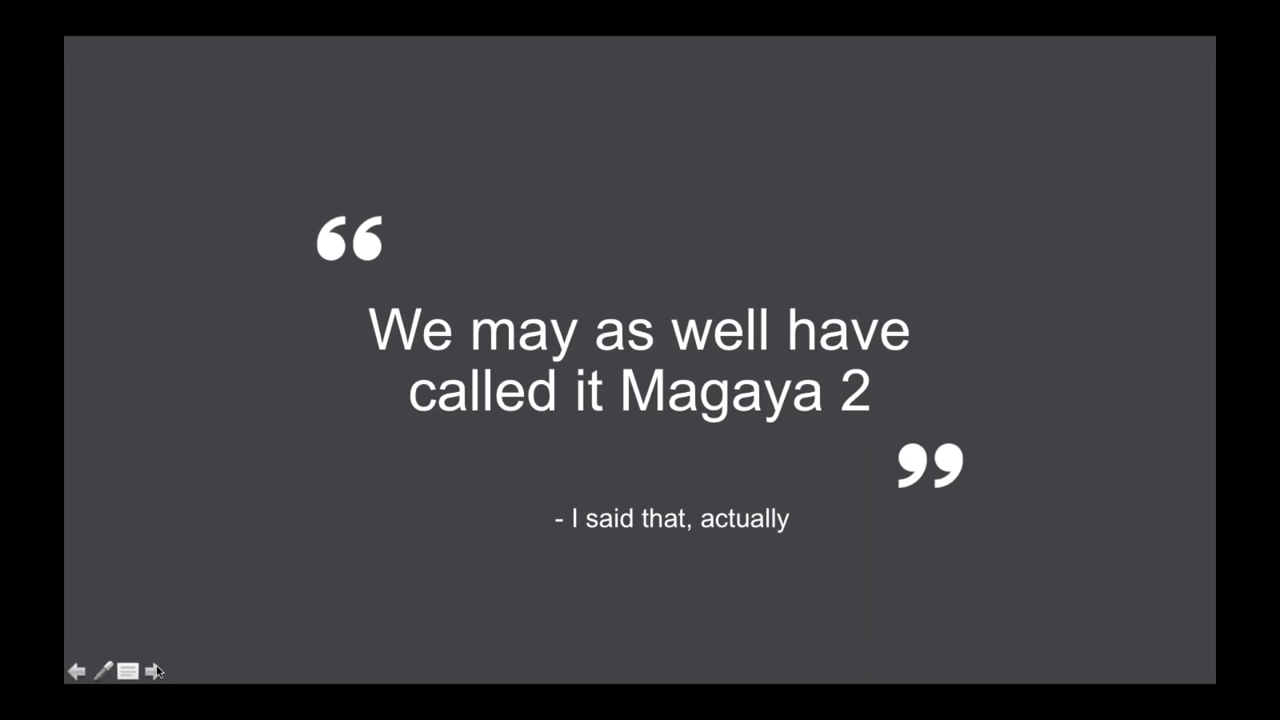 “
We may as well have
called it Magaya 2
”
- I said that, actually